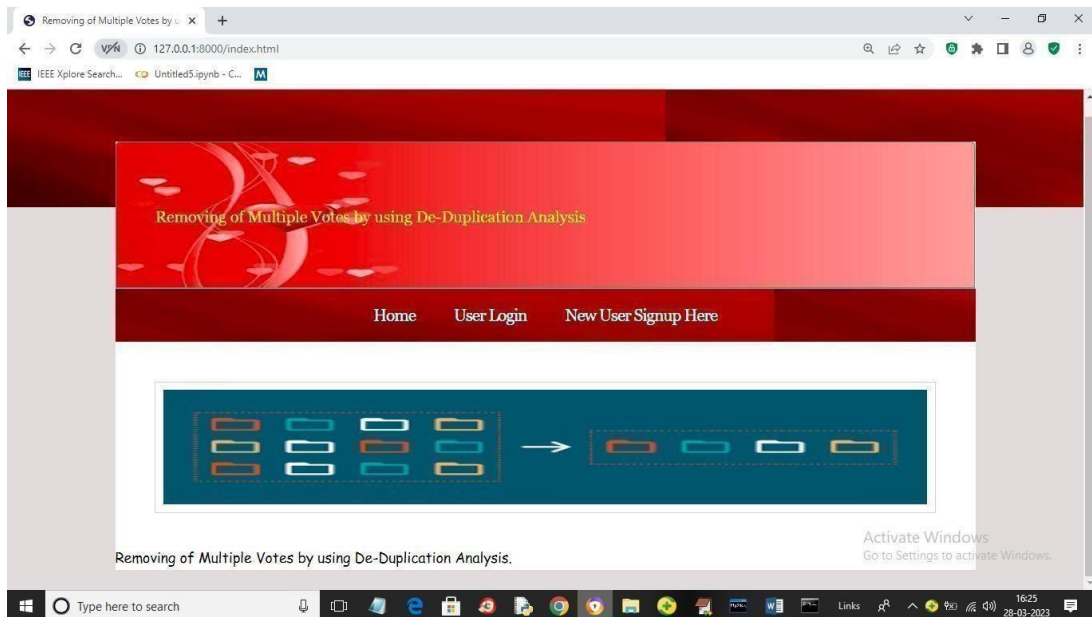 Removing of Multiple Votes by u
VPN
127.0.0.1:8000/index.html
IEEE
IEEE Xplore Search...
Untitled5.ipynb - C...
M
Removing of Multiple Votes by using De-Duplication Analysis
Home User Login New User Signup Here
Removing of Multiple Votes by using De-Duplication Analysis.
Activate Windows
Go to Settings to activate Windows.
Type here to search
Links
16:25
28-03-2023